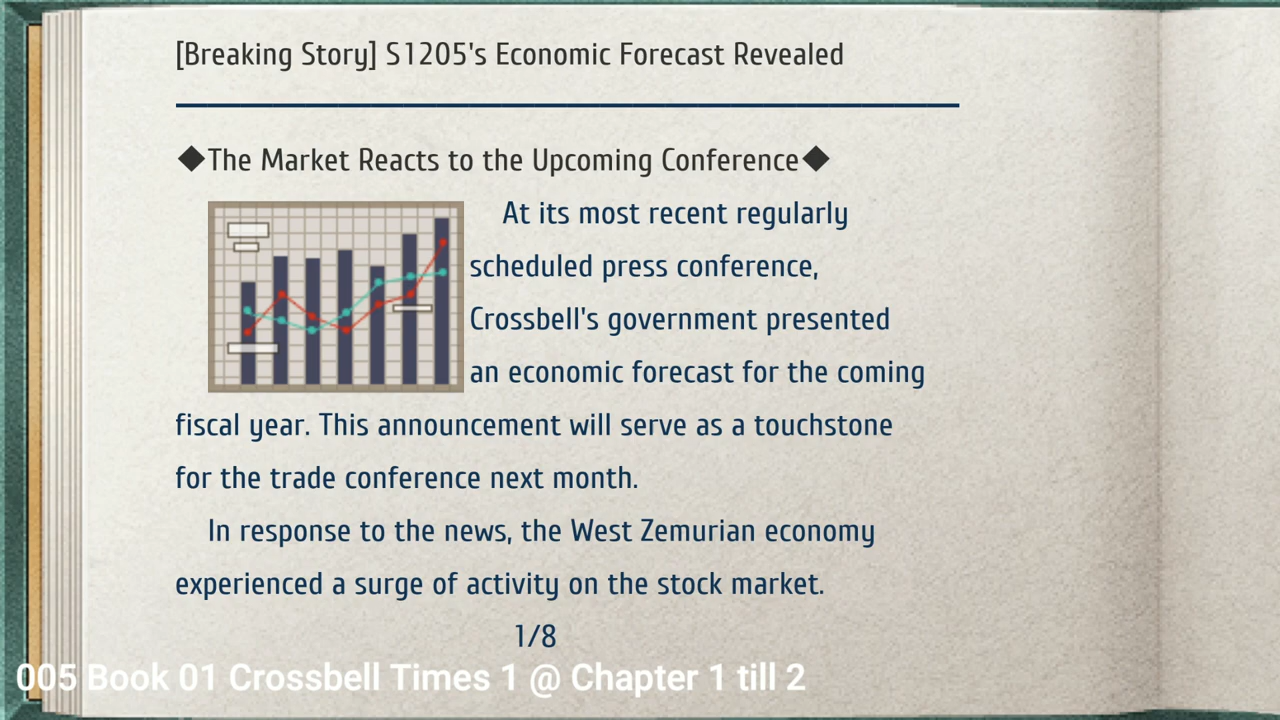 [Breaking Story] S1205's Economic Forecast Revealed
◆The Market Reacts to the Upcoming Conference◆
At its most recent regularly
scheduled press conference,
Crossbell's government presented
an economic forecast for the coming
fiscal year. This announcement will serve as a touchstone
for the trade conference next month.
In response to the news, the West Zemurian economy
experienced a surge of activity on the stock market.
1/8
005 Book 01 Crossbell Times 1 @ Chapter 1 till 2